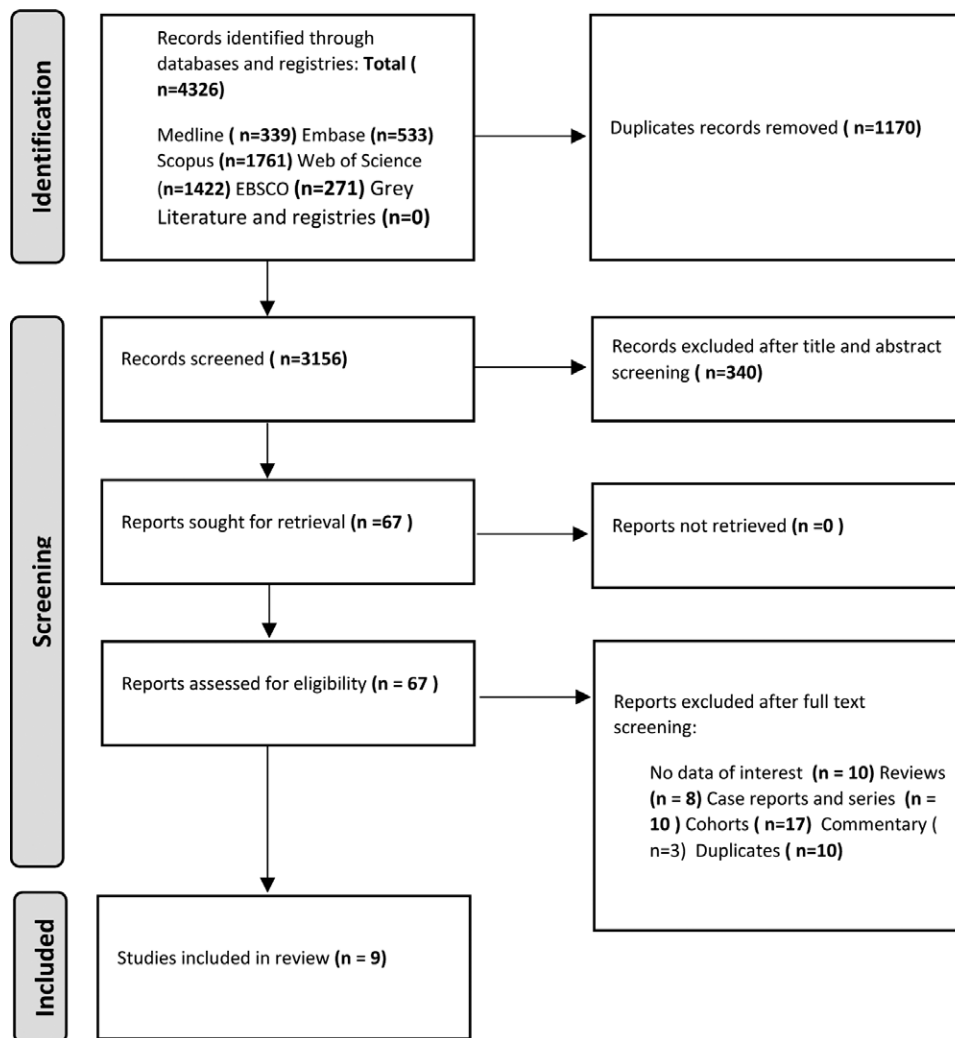 Identification
Records identified through
databases and registries: Total (
n=4326)
Medline ( n=339) Embase (n=533)
Scopus (n=1761) Web of Science
(n=1422) EBSCO (n=271) Grey
Literature and registries (n=0)
Duplicates records removed ( n=1170)
Screening
Records screened ( n=3156)
Records excluded after title and abstract
screening ( n=340)
Reports sought for retrieval (n =67 )
Reports not retrieved (n =0 )
Reports assessed for eligibility (n = 67 )
Reports excluded after full text
screening:
No data of interest (n = 10) Reviews
(n = 8) Case reports and series (n =
10 ) Cohorts ( n=17) Commentary (
n=3) Duplicates ( n=10)
Included
Studies included in review (n = 9)